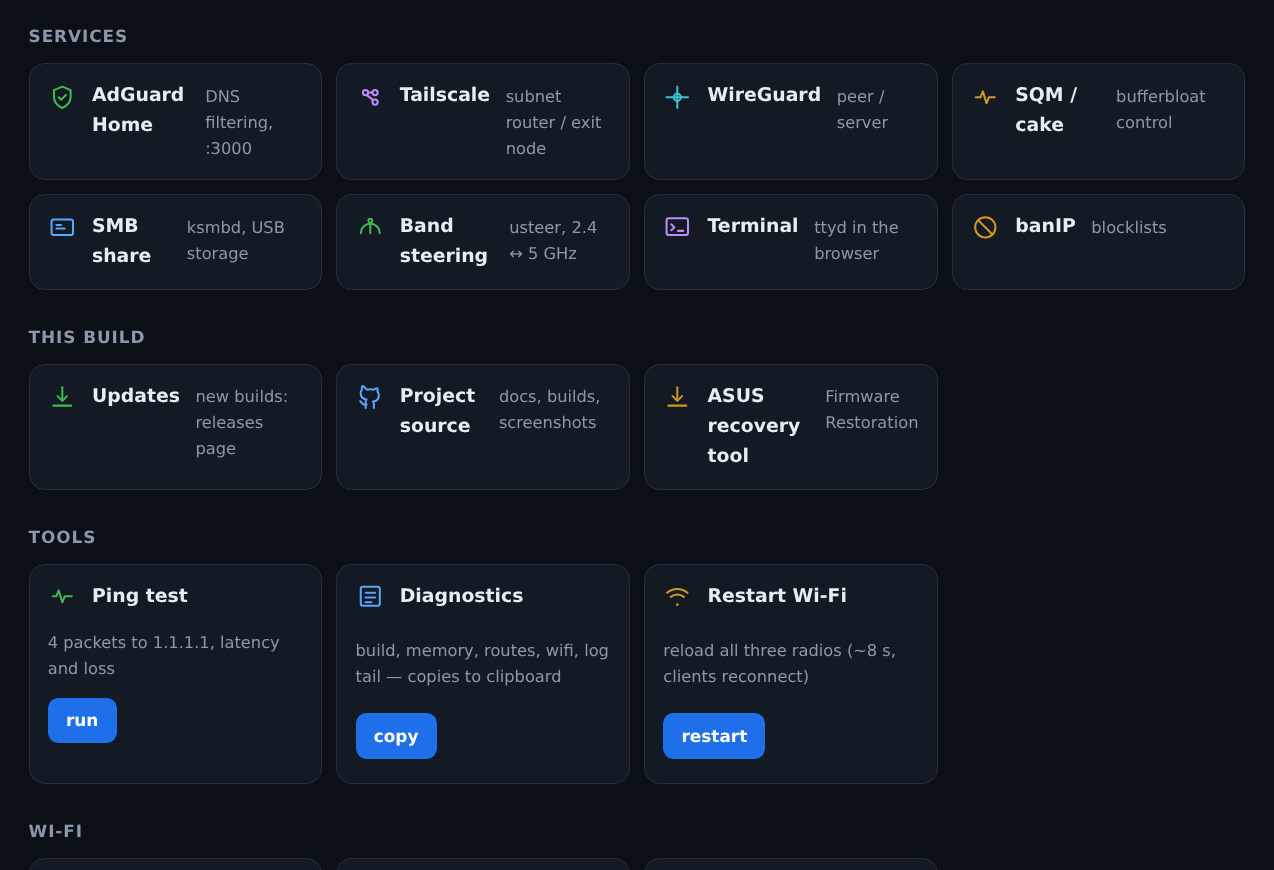 SERVICES
AdGuard Home
DNS filtering, :3000
Tailscale
subnet router / exit node
WireGuard
peer / server
SQM / cake
bufferbloat control
SMB share
ksmbd, USB storage
Band steering
usteer, 2.4 ↔ 5 GHz
Terminal
ttyd in the browser
banIP
blocklists
THIS BUILD
Updates
new builds: releases page
Project source
docs, builds, screenshots
ASUS recovery tool
Firmware Restoration
TOOLS
Ping test
4 packets to 1.1.1.1, latency and loss
run
Diagnostics
build, memory, routes, wifi, log tail — copies to clipboard
copy
Restart Wi-Fi
reload all three radios (~8 s, clients reconnect)
restart
WI-FI